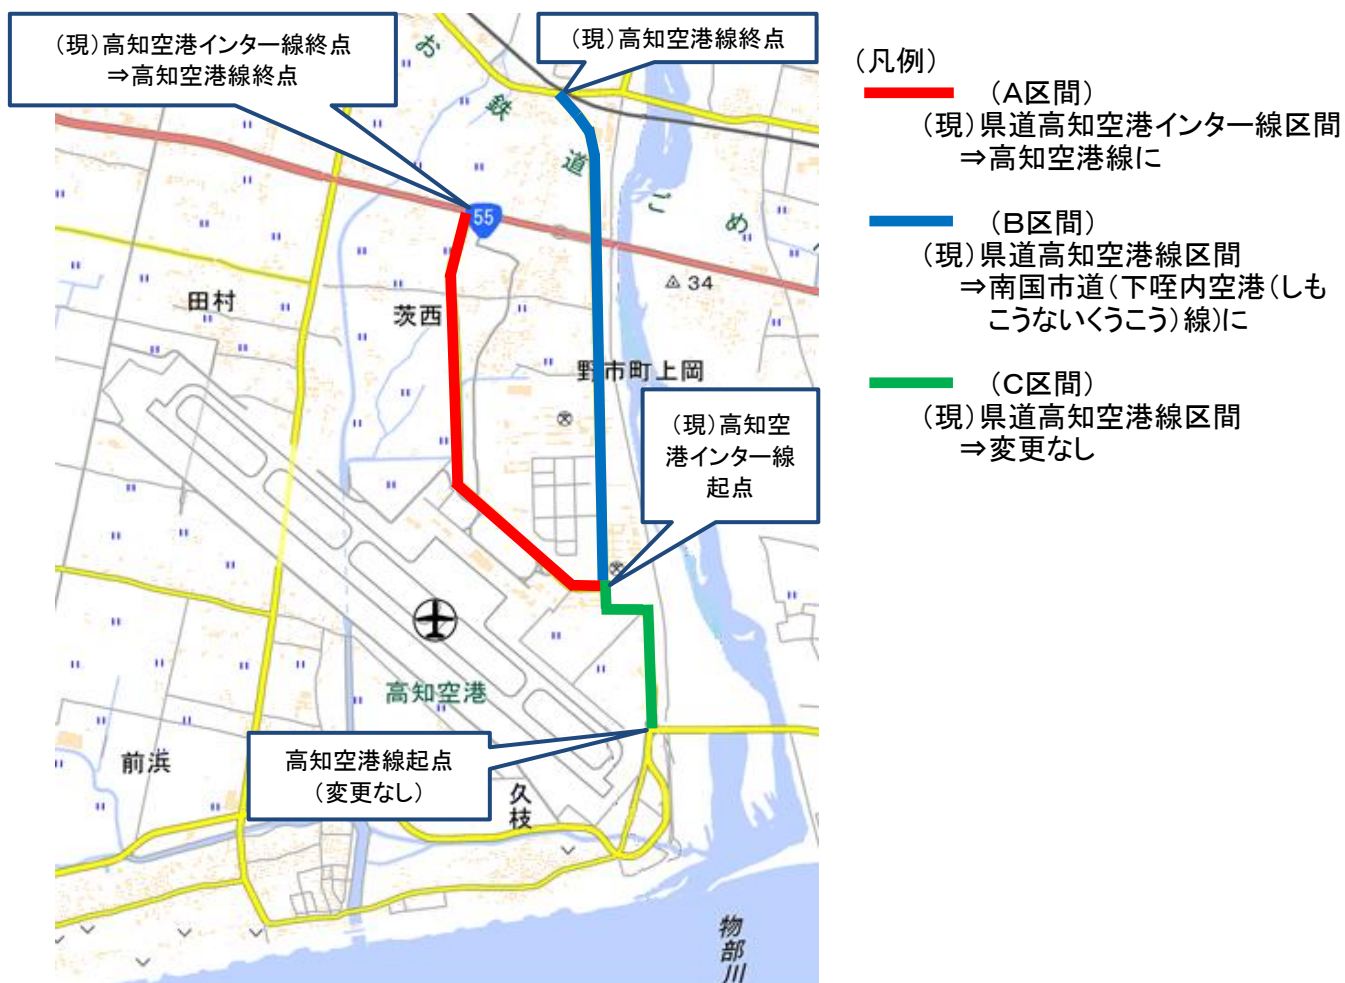 (現)高知空港インター線終点
⇒高知空港線終点
(現)高知空港線終点
お
鉄
道
ご
め
55
34
田村
茨西
野市町上岡
(現)高知空
港インター線
起点
高知空港
前浜
高知空港線起点
(変更なし)
久
枝
物
部
川
(凡例)
(A区間)
(現)県道高知空港インター線区間
⇒高知空港線に
(B区間)
(現)県道高知空港線区間
⇒南国市道(下咥内空港(しも
こうないくうこう)線)に
(C区間)
(現)県道高知空港線区間
⇒変更なし